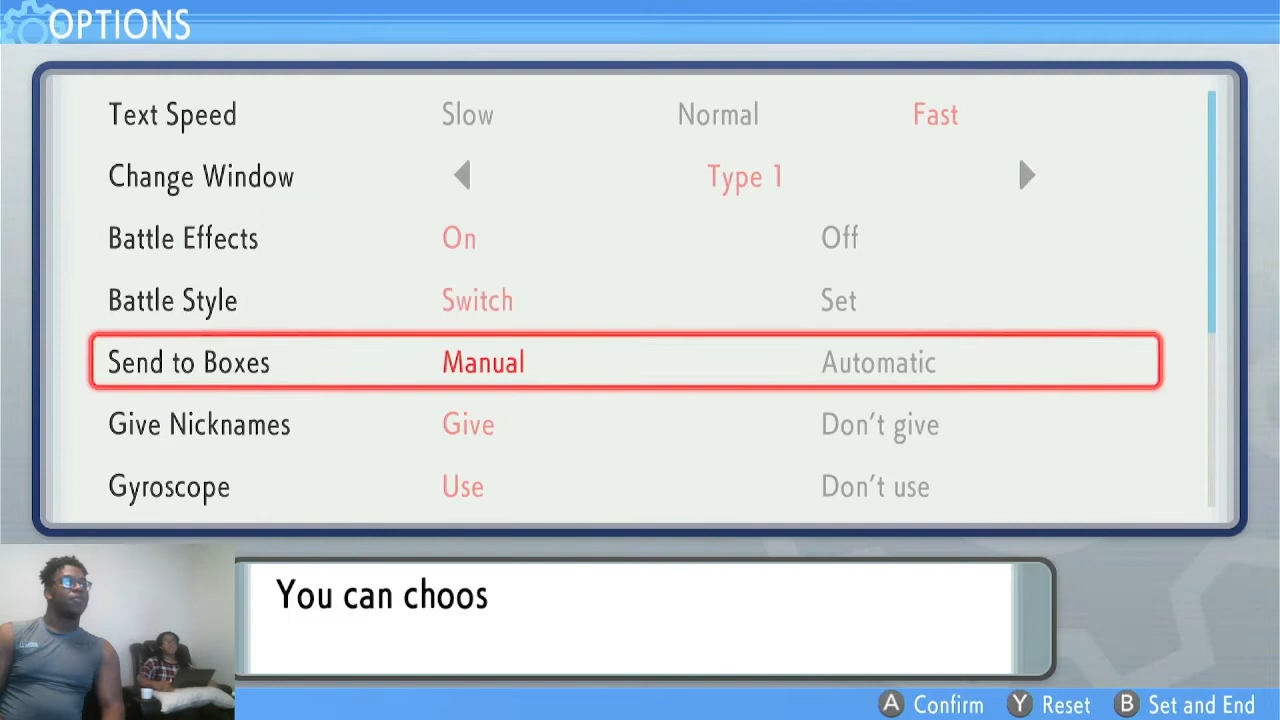 OPTIONS
Text Speed Slow Normal Fast
Change Window Type 1
Battle Effects On Off
Battle Style Switch Set
Send to Boxes Manual Automatic
Give Nicknames Give Don't give
Gyroscope Use Don't use
You can choos
A Confirm Y Reset B Set and End